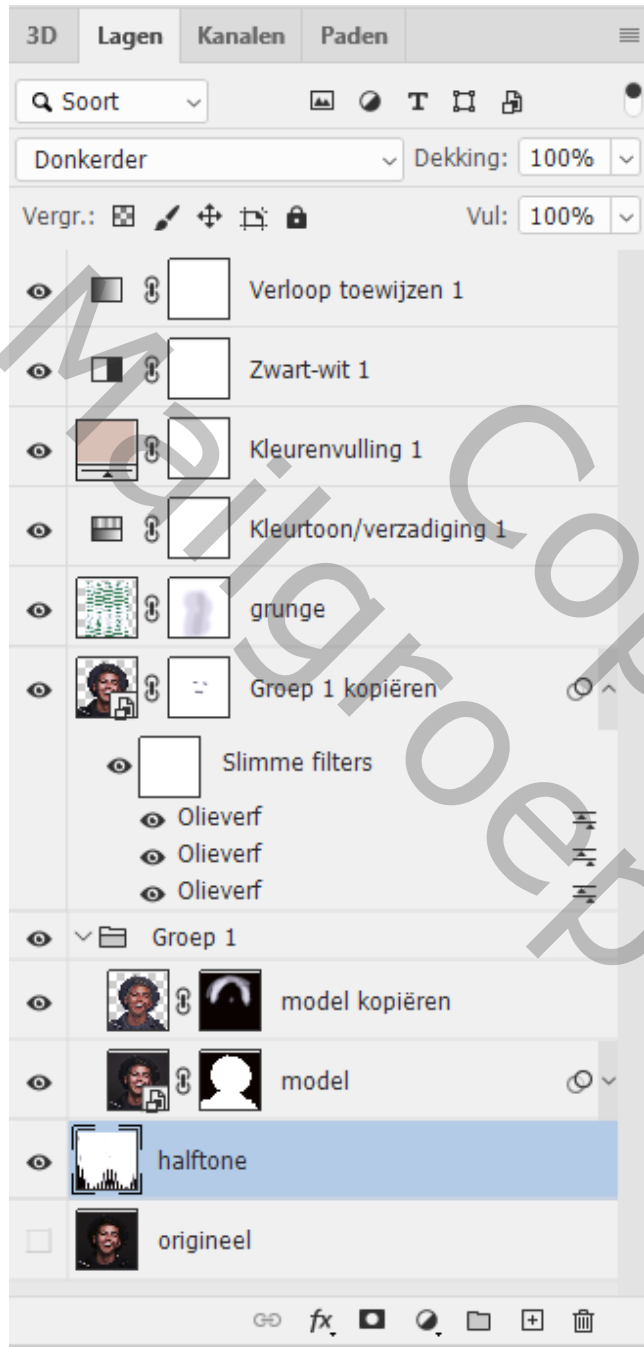 3D Lagen Kanalen Paden
Soort
Donkerder Dekking: 100%
Vergr.: Vul: 100%
Verloop toewijzen 1
Zwart-wit 1
Kleurenvulling 1
Kleurtoon/verzadiging 1
grunge
Groep 1 kopiëren
Slimme filters
Olieverf
Olieverf
Olieverf
Groep 1
model kopiëren
model
halftone
origineel
fx